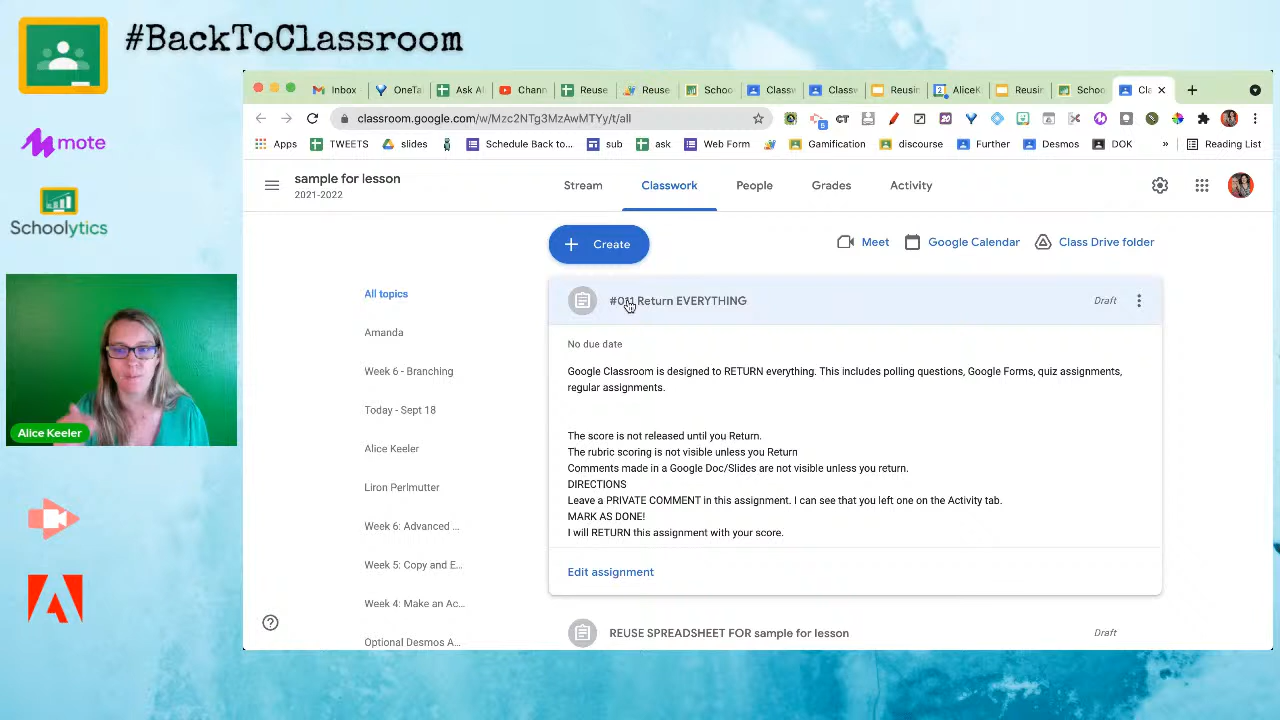 #BackToClassroom
mote
Schoolytics
Alice Keeler
Inbox
OneTa
Ask Al
Chann
Reuse
Reuse
Schoo
Classw
Classw
Reusin
AliceK
Reusin
Schoo
Cla
classroom.google.com/w/Mzc2NTg3MzAwMTYy/t/all
Apps
TWEETS
slides
Schedule Back to...
sub
ask
Web Form
Gamification
discourse
Further
Desmos
DOK
»
Reading List
sample for lesson
2021-2022
Stream
Classwork
People
Grades
Activity
+ Create
Meet
Google Calendar
Class Drive folder
All topics
Amanda
Week 6 - Branching
Today - Sept 18
Alice Keeler
Liron Perlmutter
Week 6: Advanced ...
Week 5: Copy and E...
Week 4: Make an Ac...
Optional Desmos A...
Return EVERYTHING
Draft
No due date
Google Classroom is designed to RETURN everything. This includes polling questions, Google Forms, quiz assignments,
regular assignments.
The score is not released until you Return.
The rubric scoring is not visible unless you Return
Comments made in a Google Doc/Slides are not visible unless you return.
DIRECTIONS
Leave a PRIVATE COMMENT in this assignment. I can see that you left one on the Activity tab.
MARK AS DONE!
I will RETURN this assignment with your score.
Edit assignment
REUSE SPREADSHEET FOR sample for lesson
Draft